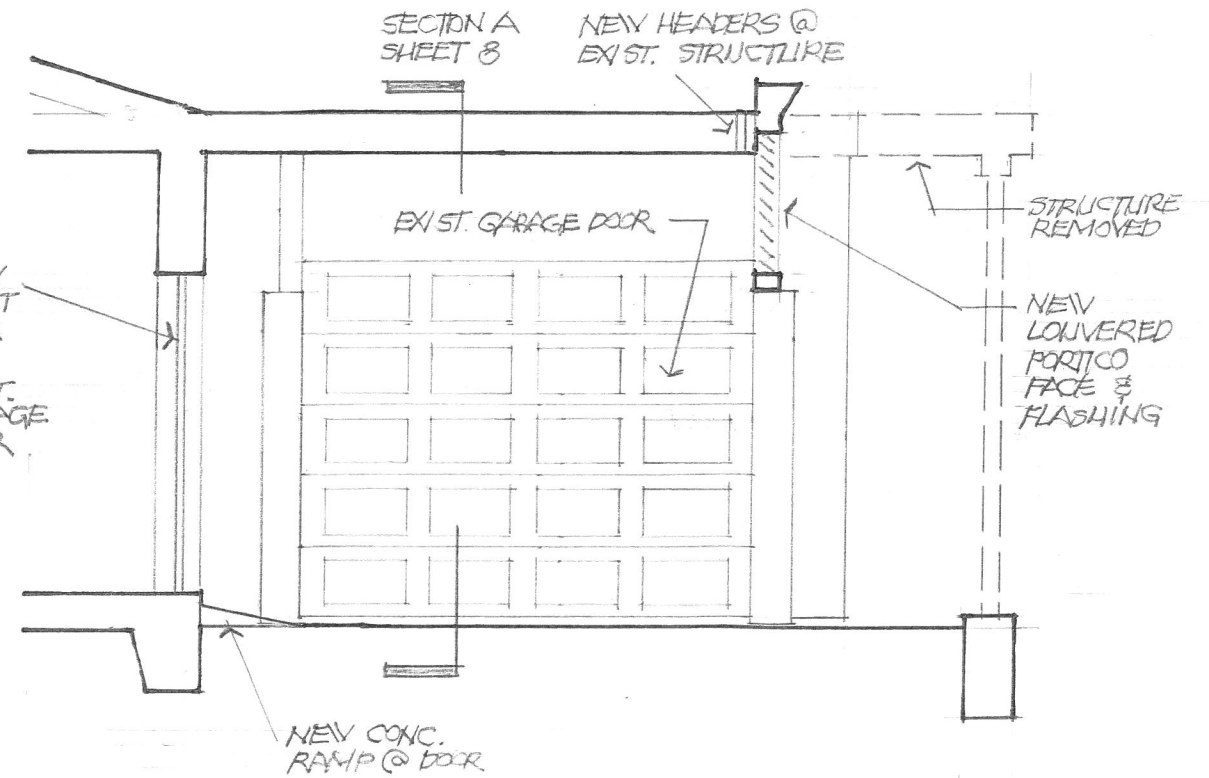 SECTION A
SHEET 8
NEW HEADERS @
EXIST. STRUCTURE
EXIST. GARAGE DOOR
STRUCTURE
REMOVED
NEW
LOUVERED
PORTICO
FACE &
FLASHING
NEW CONC.
RAMP @ DOOR